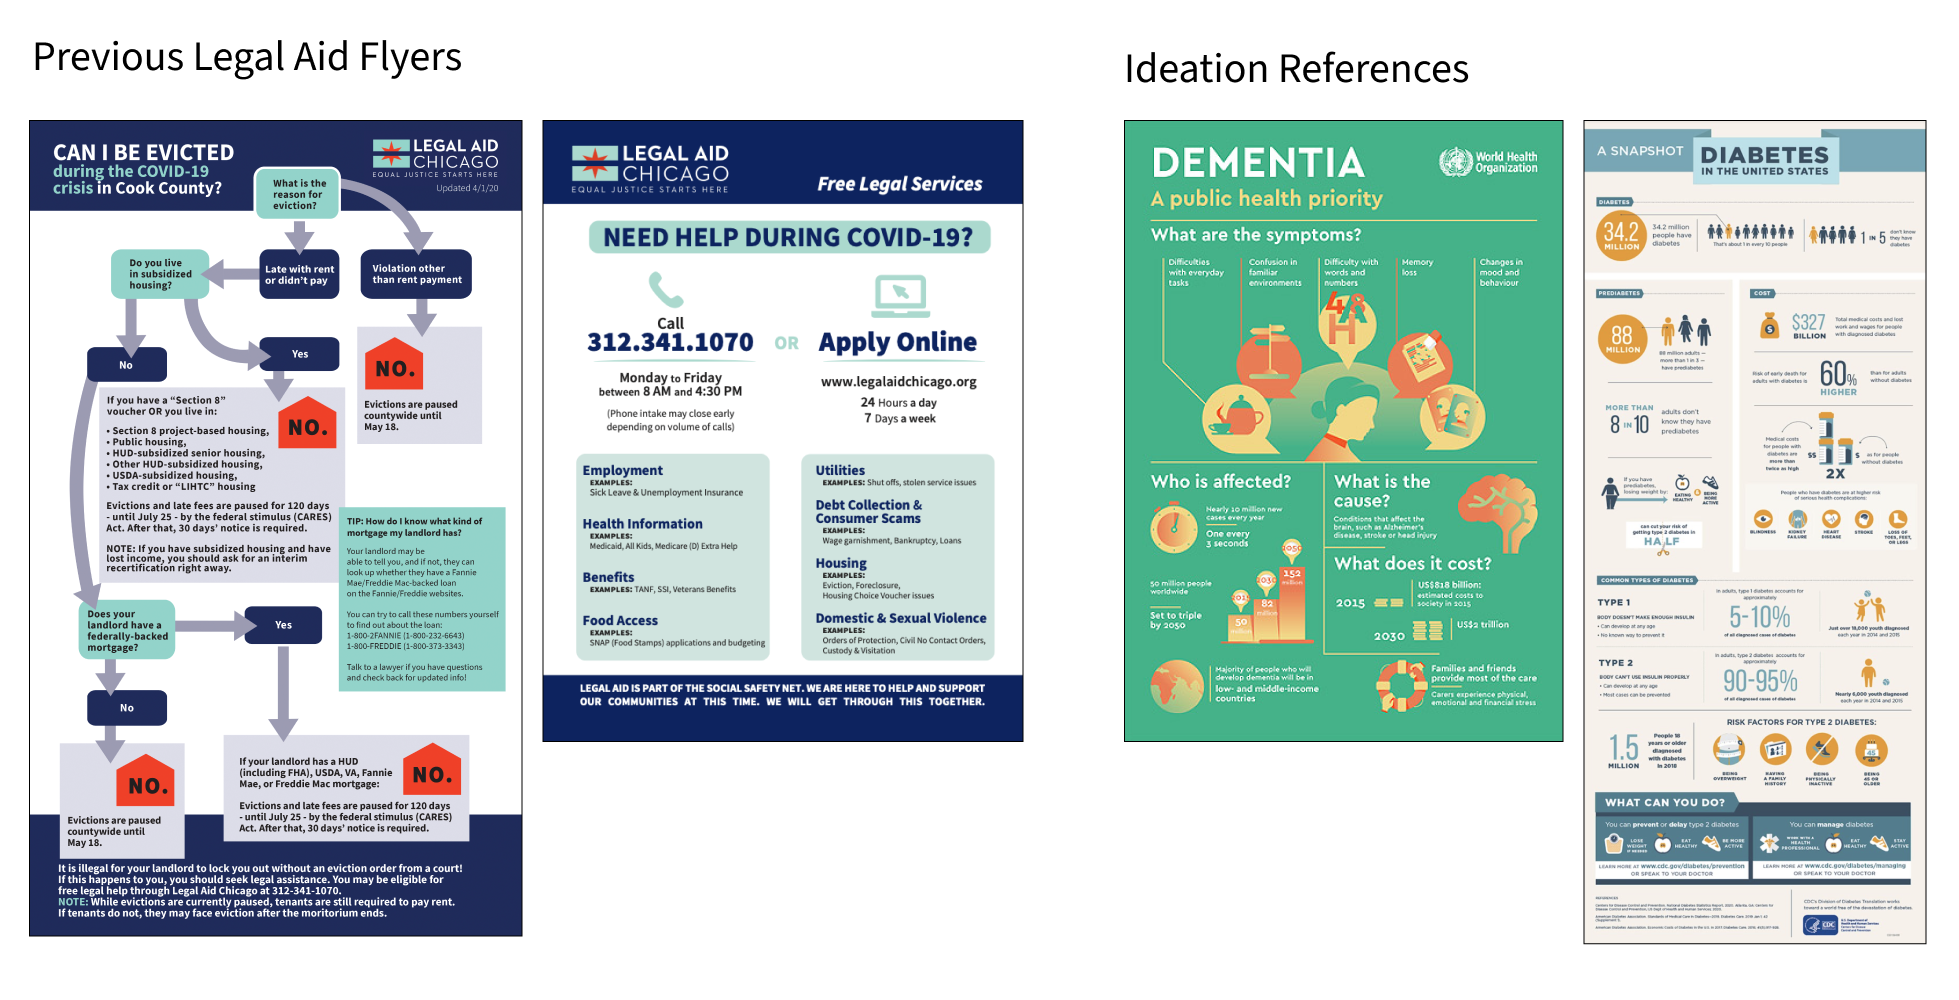 Previous Legal Aid Flyers
Ideation References
CAN I BE EVICTED
during the COVID-19
crisis in Cook County?
LEGAL AID
CHICAGO
EQUAL JUSTICE STARTS HERE
Updated 4/1/20
What is the
reason for
eviction?
Do you live
in subsidized
housing?
Late with rent
or didn't pay
Violation other
than rent payment
No
Yes
NO.
Evictions are paused
countywide until
May 18.
If you have a "Section 8"
voucher OR you live in:
• Section 8 project-based housing,
• Public housing,
• HUD-subsidized senior housing,
• Other HUD-subsidized housing,
• USDA-subsidized housing,
• Tax credit or "LIHTC" housing
NO.
Evictions and late fees are paused for 120 days
- until July 25 - by the federal stimulus (CARES)
Act. After that, 30 days' notice is required.
NOTE: If you have subsidized housing and have
lost income, you should ask for an interim
recertification right away.
TIP: How do I know what kind of
mortgage my landlord has?
Your landlord may be
able to tell you, and if not, they can
look up whether they have a Fannie
Mae/Freddie Mac-backed loan
on the Fannie/Freddie websites.
You can try to call these numbers yourself
to find out about the loan:
1-800-2FANNIE (1-800-232-6643)
1-800-FREDDIE (1-800-373-3343)
Talk to a lawyer if you have questions
and check back for updated info!
Does your
landlord have a
federally-backed
mortgage?
Yes
No
NO.
Evictions are paused
countywide until
May 18.
If your landlord has a HUD
(including FHA), USDA, VA, Fannie
Mae, or Freddie Mac mortgage:
NO.
Evictions and late fees are paused for 120 days
- until July 25 - by the federal stimulus (CARES)
Act. After that, 30 days' notice is required.
It is illegal for your landlord to lock you out without an eviction order from a court!
If this happens to you, you should seek legal assistance. You may be eligible for
free legal help through Legal Aid Chicago at 312-341-1070.
NOTE: While evictions are currently paused, tenants are still required to pay rent.
If tenants do not, they may face eviction after the moritorium ends.
LEGAL AID
CHICAGO
EQUAL JUSTICE STARTS HERE
Free Legal Services
NEED HELP DURING COVID-19?
Call
312.341.1070
OR
Apply Online
Monday to Friday
between 8 AM and 4:30 PM
(Phone intake may close early
depending on volume of calls)
www.legalaidchicago.org
24 Hours a day
7 Days a week
Employment
EXAMPLES:
Sick Leave & Unemployment Insurance
Health Information
EXAMPLES:
Medicaid, All Kids, Medicare (D) Extra Help
Benefits
EXAMPLES: TANF, SSI, Veterans Benefits
Food Access
EXAMPLES:
SNAP (Food Stamps) applications and budgeting
Utilities
EXAMPLES: Shut offs, stolen service issues
Debt Collection &
Consumer Scams
EXAMPLES:
Wage garnishment, Bankruptcy, Loans
Housing
EXAMPLES:
Eviction, Foreclosure,
Housing Choice Voucher issues
Domestic & Sexual Violence
EXAMPLES:
Orders of Protection, Civil No Contact Orders,
Custody & Visitation
LEGAL AID IS PART OF THE SOCIAL SAFETY NET. WE ARE HERE TO HELP AND SUPPORT
OUR COMMUNITIES AT THIS TIME. WE WILL GET THROUGH THIS TOGETHER.
DEMENTIA
World Health
Organization
A public health priority
What are the symptoms?
Difficulties
with everyday
tasks
Confusion in
familiar
environments
Difficulty with
words and
numbers
Memory
loss
Changes in
mood and
behaviour
Who is affected?
Nearly 10 million new
cases every year
One every
3 seconds
50 million people
worldwide
Set to triple
by 2050
2015
50
million
2030
82
million
2050
152
million
Majority of people who will
develop dementia will be in
low- and middle-income
countries
What is the
cause?
Conditions that affect the
brain, such as Alzheimer's
disease, stroke or head injury
What does it cost?
2015
US$818 billion:
estimated costs to
society in 2015
2030
US$2 trillion
Families and friends
provide most of the care
Carers experience physical,
emotional and financial stress
A SNAPSHOT
DIABETES
IN THE UNITED STATES
DIABETES
34.2
MILLION
34.2 million
people have
diabetes
That's about 1 in every 10 people
1 IN 5
don't know
they have
diabetes
PREDIABETES
88
MILLION
88 million adults —
more than 1 in 3 —
have prediabetes
MORE THAN
8 IN 10
adults don't
know they have
prediabetes
If you have
prediabetes,
losing weight by:
EATING
HEALTHY
&
BEING
MORE
ACTIVE
can cut your risk of
getting type 2 diabetes in
HALF
COST
$327
BILLION
Total medical costs and lost
work and wages for people
with diagnosed diabetes
Risk of early death for
adults with diabetes is
60%
HIGHER
than for adults
without diabetes
Medical costs
for people with
diabetes are
more than
twice as high
$$
$
2X
as for people
without diabetes
People who have diabetes are at higher risk
of serious health complications:
BLINDNESS
KIDNEY
FAILURE
HEART
DISEASE
STROKE
LOSS OF
TOES, FEET,
OR LEGS
COMMON TYPES OF DIABETES
TYPE 1
BODY DOESN'T MAKE ENOUGH INSULIN
• Can develop at any age
• No known way to prevent it
In adults, type 1 diabetes accounts for
approximately
5-10%
of all diagnosed cases of diabetes
Just over 18,000 youth diagnosed
each year in 2014 and 2015
TYPE 2
BODY CAN'T USE INSULIN PROPERLY
• Can develop at any age
• Most cases can be prevented
In adults, type 2 diabetes accounts for
approximately
90-95%
of all diagnosed cases of diabetes
Nearly 6,000 youth diagnosed
each year in 2014 and 2015
1.5
MILLION
People 18
years or older
diagnosed
with diabetes
in 2018
RISK FACTORS FOR TYPE 2 DIABETES:
BEING
OVERWEIGHT
HAVING
A FAMILY
HISTORY
BEING
PHYSICALLY
INACTIVE
BEING
45 OR
OLDER
WHAT CAN YOU DO?
You can prevent or delay type 2 diabetes
LOSE
WEIGHT
IF NEEDED
EAT
HEALTHY
BE MORE
ACTIVE
LEARN MORE AT www.cdc.gov/diabetes/prevention
OR SPEAK TO YOUR DOCTOR
You can manage diabetes
WORK WITH A
HEALTH
PROFESSIONAL
EAT
HEALTHY
STAY
ACTIVE
LEARN MORE AT www.cdc.gov/diabetes/managing
OR SPEAK TO YOUR DOCTOR
REFERENCES
CDC's Division of Diabetes Translation works
toward a world free of the devastation of diabetes.
CDC